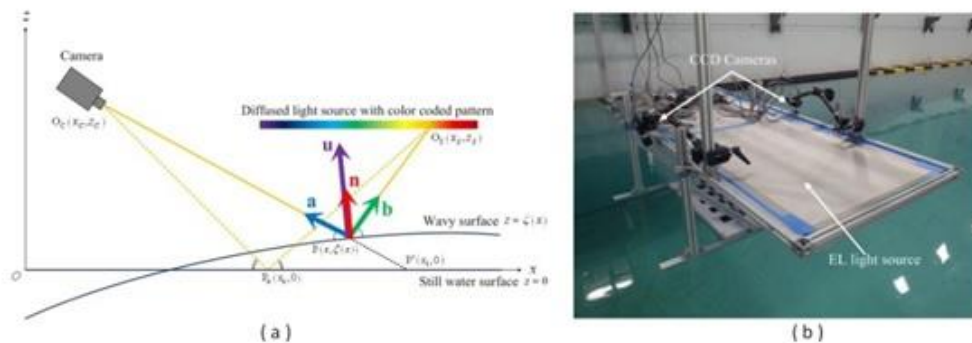 z
Camera
CCD Cameras
Diffused light source with color coded pattern
u
n
a
b
Wavy surface z = ζ(x)
EL light source
O
x
Still water surface z=0
(a)
(b)